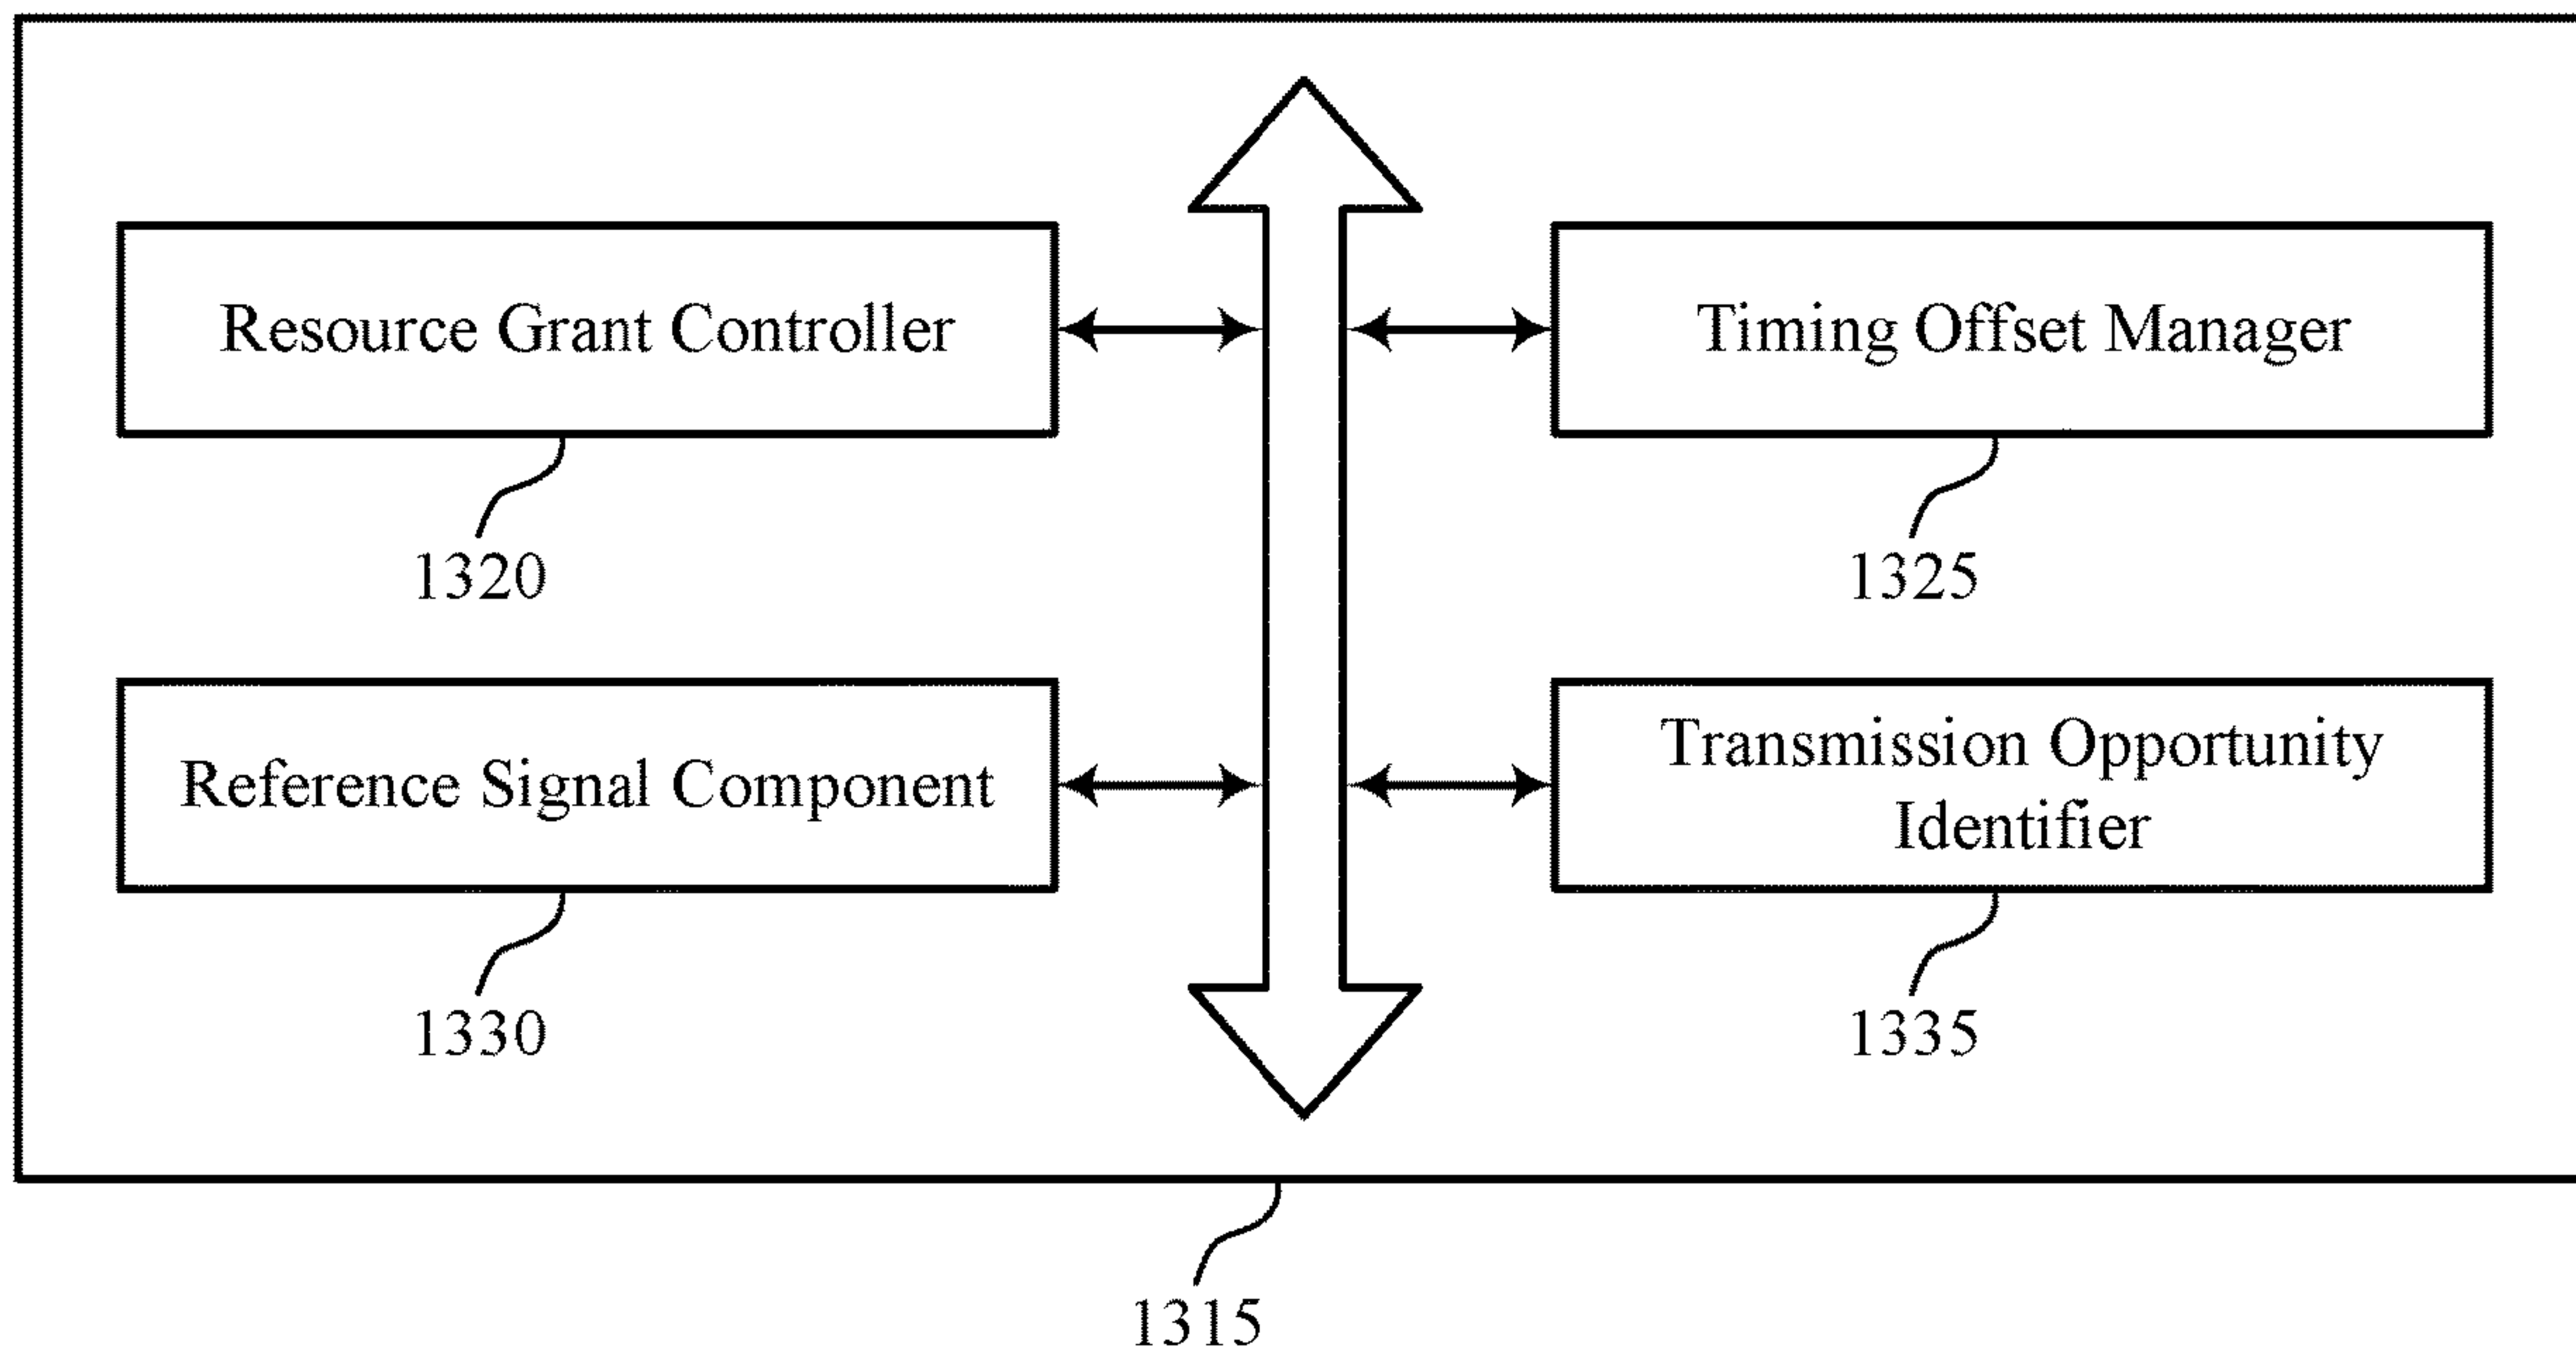 Resource Grant Controller
Timing Offset Manager
1320
1325
Reference Signal Component
Transmission Opportunity
Identifier
1330
1335
1315